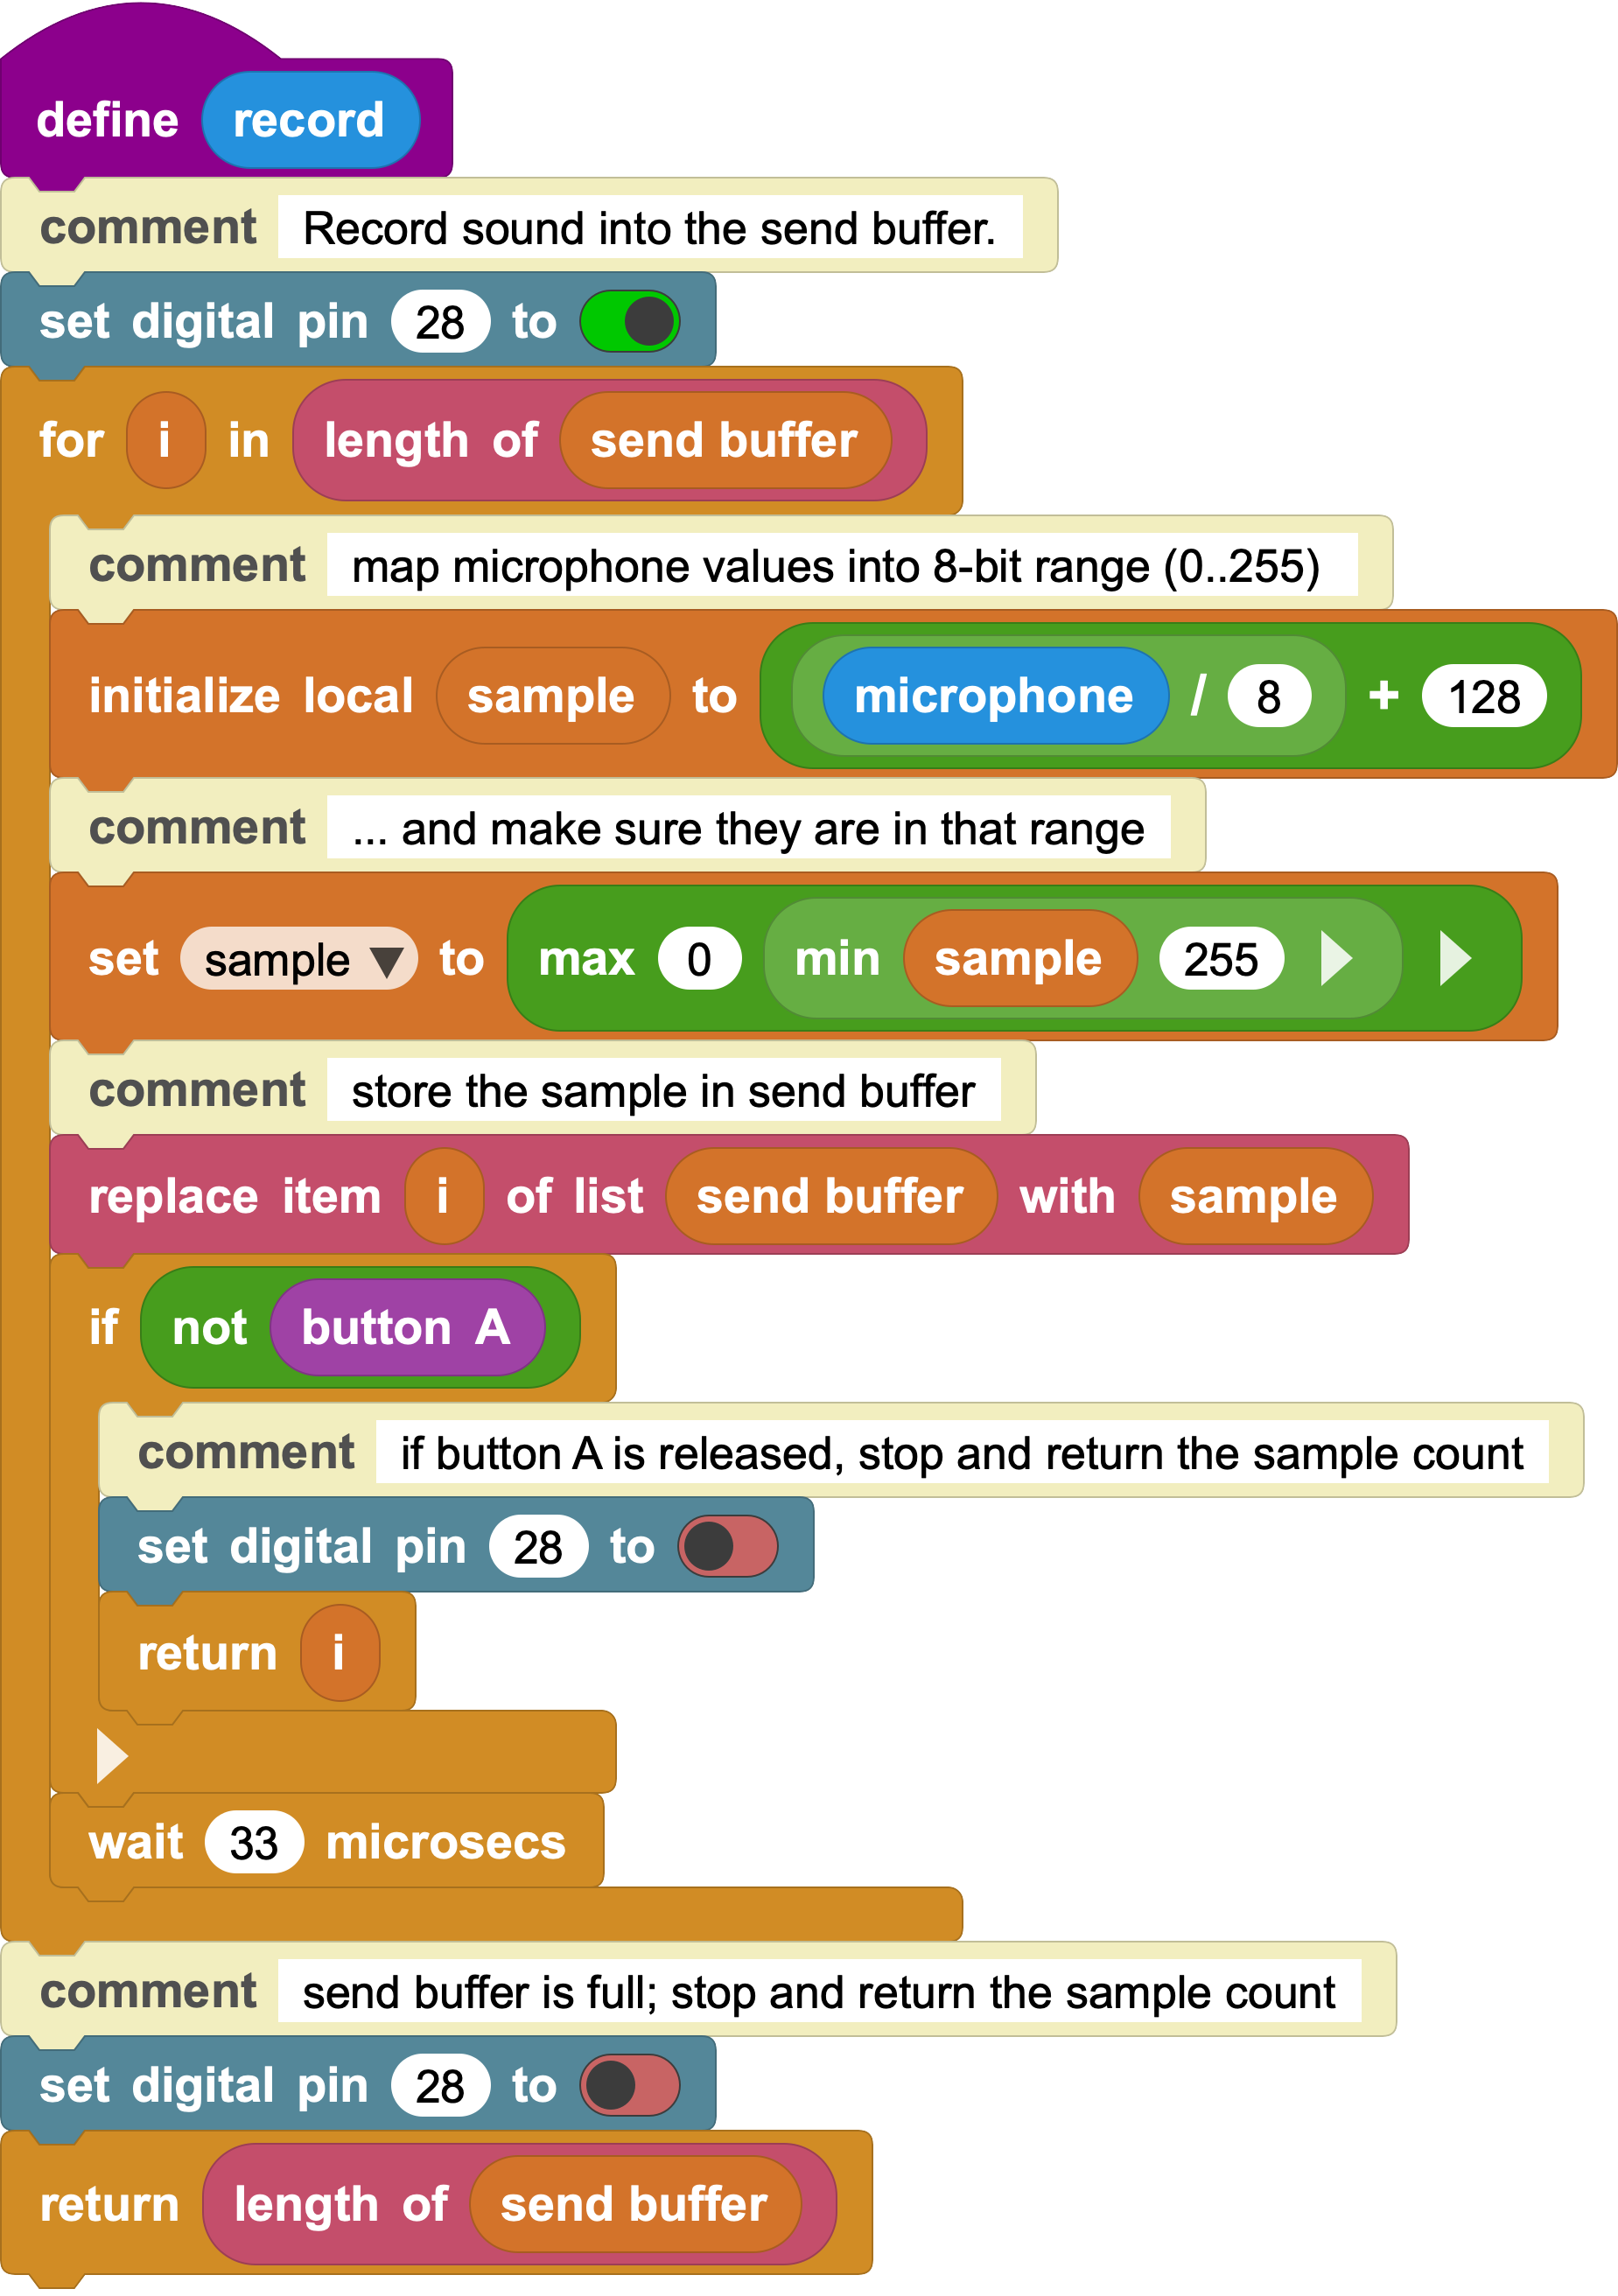 define record
comment Record sound into the send buffer.
set digital pin 28 to
for i in length of send buffer
comment map microphone values into 8-bit range (0..255)
initialize local sample to microphone / 8 + 128
comment ... and make sure they are in that range
set sample to max 0 min sample 255
comment store the sample in send buffer
replace item i of list send buffer with sample
if not button A
comment if button A is released, stop and return the sample count
set digital pin 28 to
return i
wait 33 microsecs
comment send buffer is full; stop and return the sample count
set digital pin 28 to
return length of send buffer